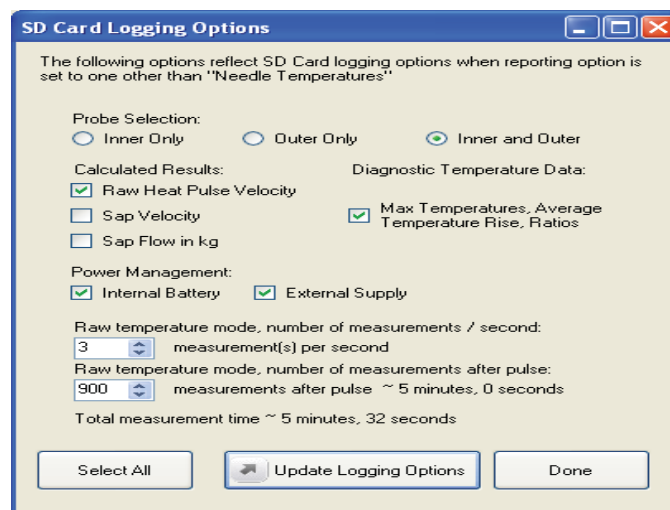 SD Card Logging Options
The following options reflect SD Card logging options when reporting option is
set to one other than "Needle Temperatures"
Probe Selection:
Inner Only Outer Only Inner and Outer
Calculated Results: Diagnostic Temperature Data:
Raw Heat Pulse Velocity
Sap Velocity Max Temperatures, Average
Temperature Rise, Ratios
Sap Flow in kg
Power Management:
Internal Battery External Supply
Raw temperature mode, number of measurements / second:
3 measurement(s) per second
Raw temperature mode, number of measurements after pulse:
900 measurements after pulse ~ 5 minutes, 0 seconds
Total measurement time ~ 5 minutes, 32 seconds
Select All Update Logging Options Done